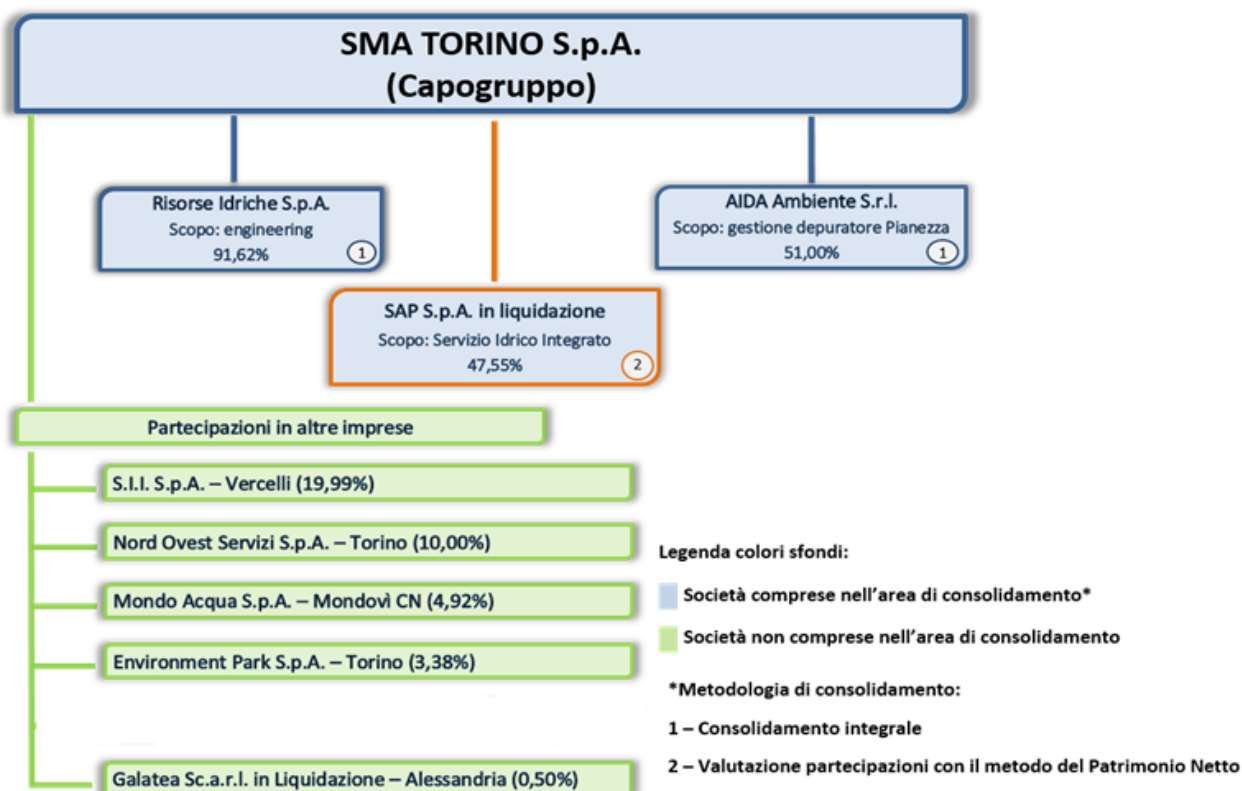 SMA TORINO S.p.A.
(Capogruppo)
Risorse Idriche S.p.A.
Scopo: engineering
91,62%
1
AIDA Ambiente S.r.l.
Scopo: gestione depuratore Pianezza
51,00%
1
SAP S.p.A. in liquidazione
Scopo: Servizio Idrico Integrato
47,55%
2
Partecipazioni in altre imprese
S.I.I. S.p.A. – Vercelli (19,99%)
Nord Ovest Servizi S.p.A. – Torino (10,00%)
Mondo Acqua S.p.A. – Mondovì CN (4,92%)
Environment Park S.p.A. – Torino (3,38%)
Galatea Sc.a.r.l. in Liquidazione – Alessandria (0,50%)
Legenda colori sfondi:
Società comprese nell'area di consolidamento*
Società non comprese nell'area di consolidamento
*Metodologia di consolidamento:
1 – Consolidamento integrale
2 – Valutazione partecipazioni con il metodo del Patrimonio Netto